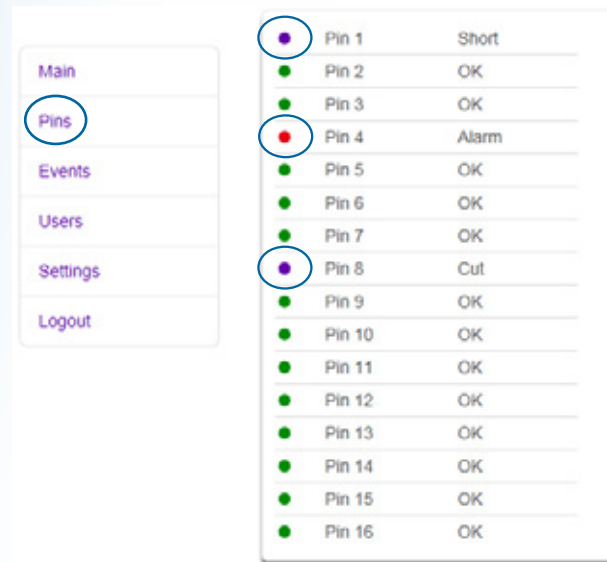 Main
Pins
Events
Users
Settings
Logout
Pin 1 Short
Pin 2 OK
Pin 3 OK
Pin 4 Alarm
Pin 5 OK
Pin 6 OK
Pin 7 OK
Pin 8 Cut
Pin 9 OK
Pin 10 OK
Pin 11 OK
Pin 12 OK
Pin 13 OK
Pin 14 OK
Pin 15 OK
Pin 16 OK